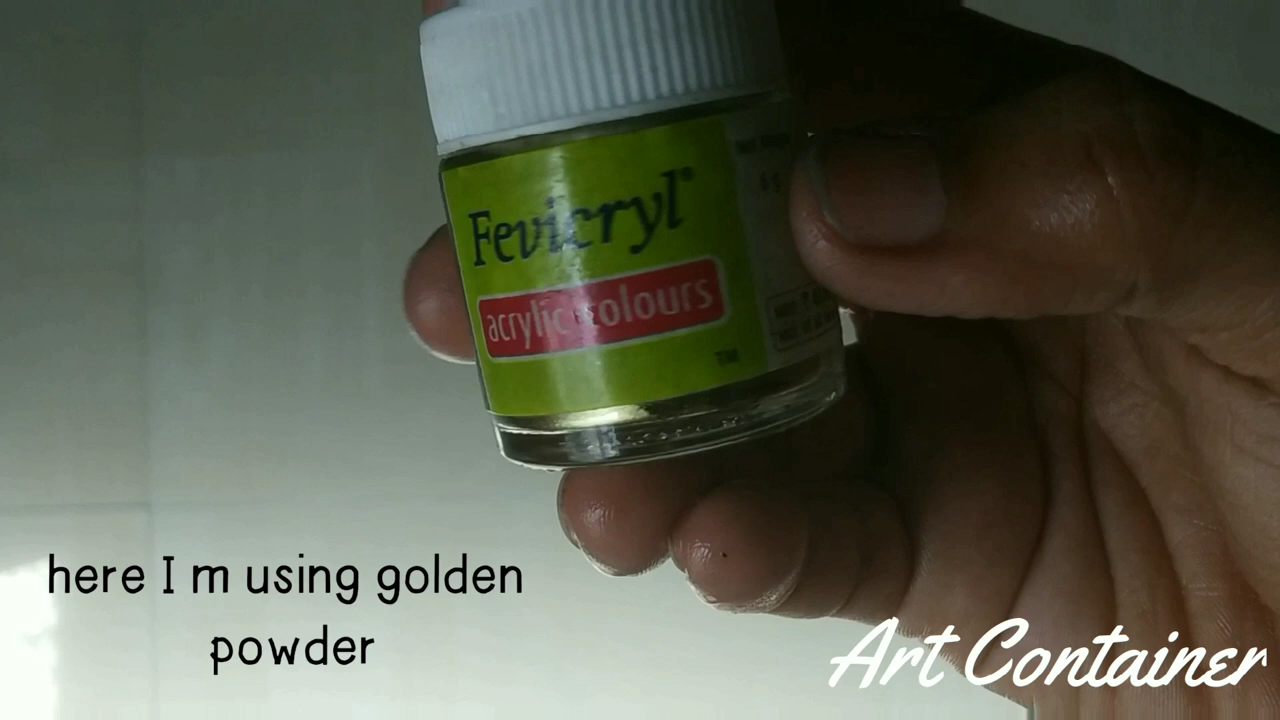 Fevicryl®
acrylic colours
TM
here I m using golden
powder
Art Container